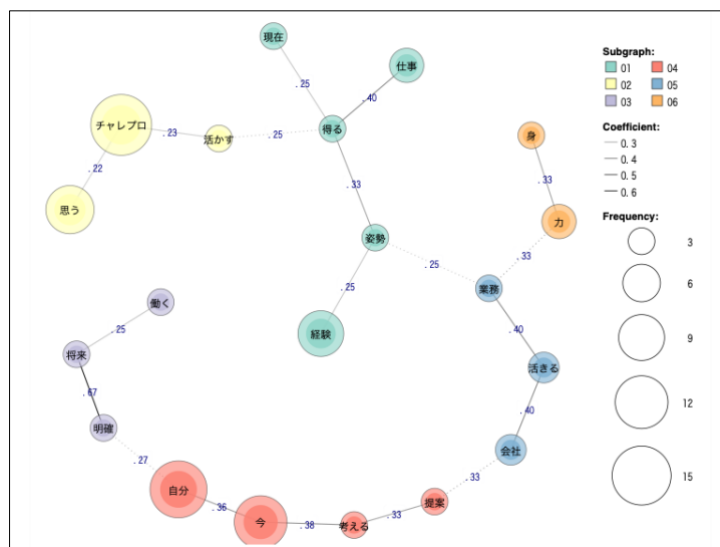 現在
仕事
.25
.40
チャレプロ
.23
活かす
.25
得る
.22
.33
思う
姿勢
.25
.25
経験
業務
.33
身
.33
力
.40
活きる
.40
会社
働く
.25
将来
.67
明確
.27
自分
.36
今
.38
考える
.33
提案
.33
Subgraph:
01 04
02 05
03 06
Coefficient:
0.3
0.4
0.5
0.6
Frequency:
3
6
9
12
15